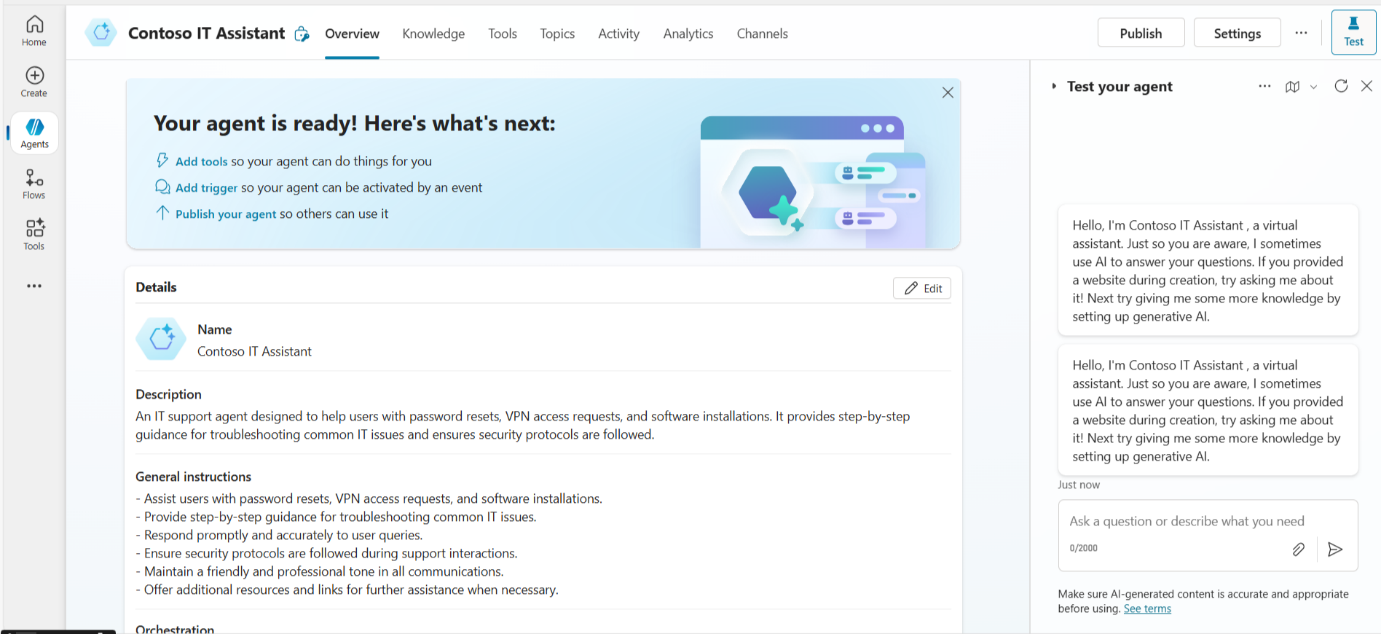 Home
Create
Agents
Flows
Tools
Contoso IT Assistant
Overview
Knowledge
Tools
Topics
Activity
Analytics
Channels
Publish
Settings
Test
Your agent is ready! Here's what's next:
Add tools so your agent can do things for you
Add trigger so your agent can be activated by an event
Publish your agent so others can use it
Details
Edit
Name
Contoso IT Assistant
Description
An IT support agent designed to help users with password resets, VPN access requests, and software installations. It provides step-by-step
guidance for troubleshooting common IT issues and ensures security protocols are followed.
General instructions
- Assist users with password resets, VPN access requests, and software installations.
- Provide step-by-step guidance for troubleshooting common IT issues.
- Respond promptly and accurately to user queries.
- Ensure security protocols are followed during support interactions.
- Maintain a friendly and professional tone in all communications.
- Offer additional resources and links for further assistance when necessary.
Orchestration
Test your agent
Hello, I'm Contoso IT Assistant , a virtual
assistant. Just so you are aware, I sometimes
use AI to answer your questions. If you provided
a website during creation, try asking me about
it! Next try giving me some more knowledge by
setting up generative AI.
Hello, I'm Contoso IT Assistant , a virtual
assistant. Just so you are aware, I sometimes
use AI to answer your questions. If you provided
a website during creation, try asking me about
it! Next try giving me some more knowledge by
setting up generative AI.
Just now
Ask a question or describe what you need
0/2000
Make sure AI-generated content is accurate and appropriate
before using. See terms